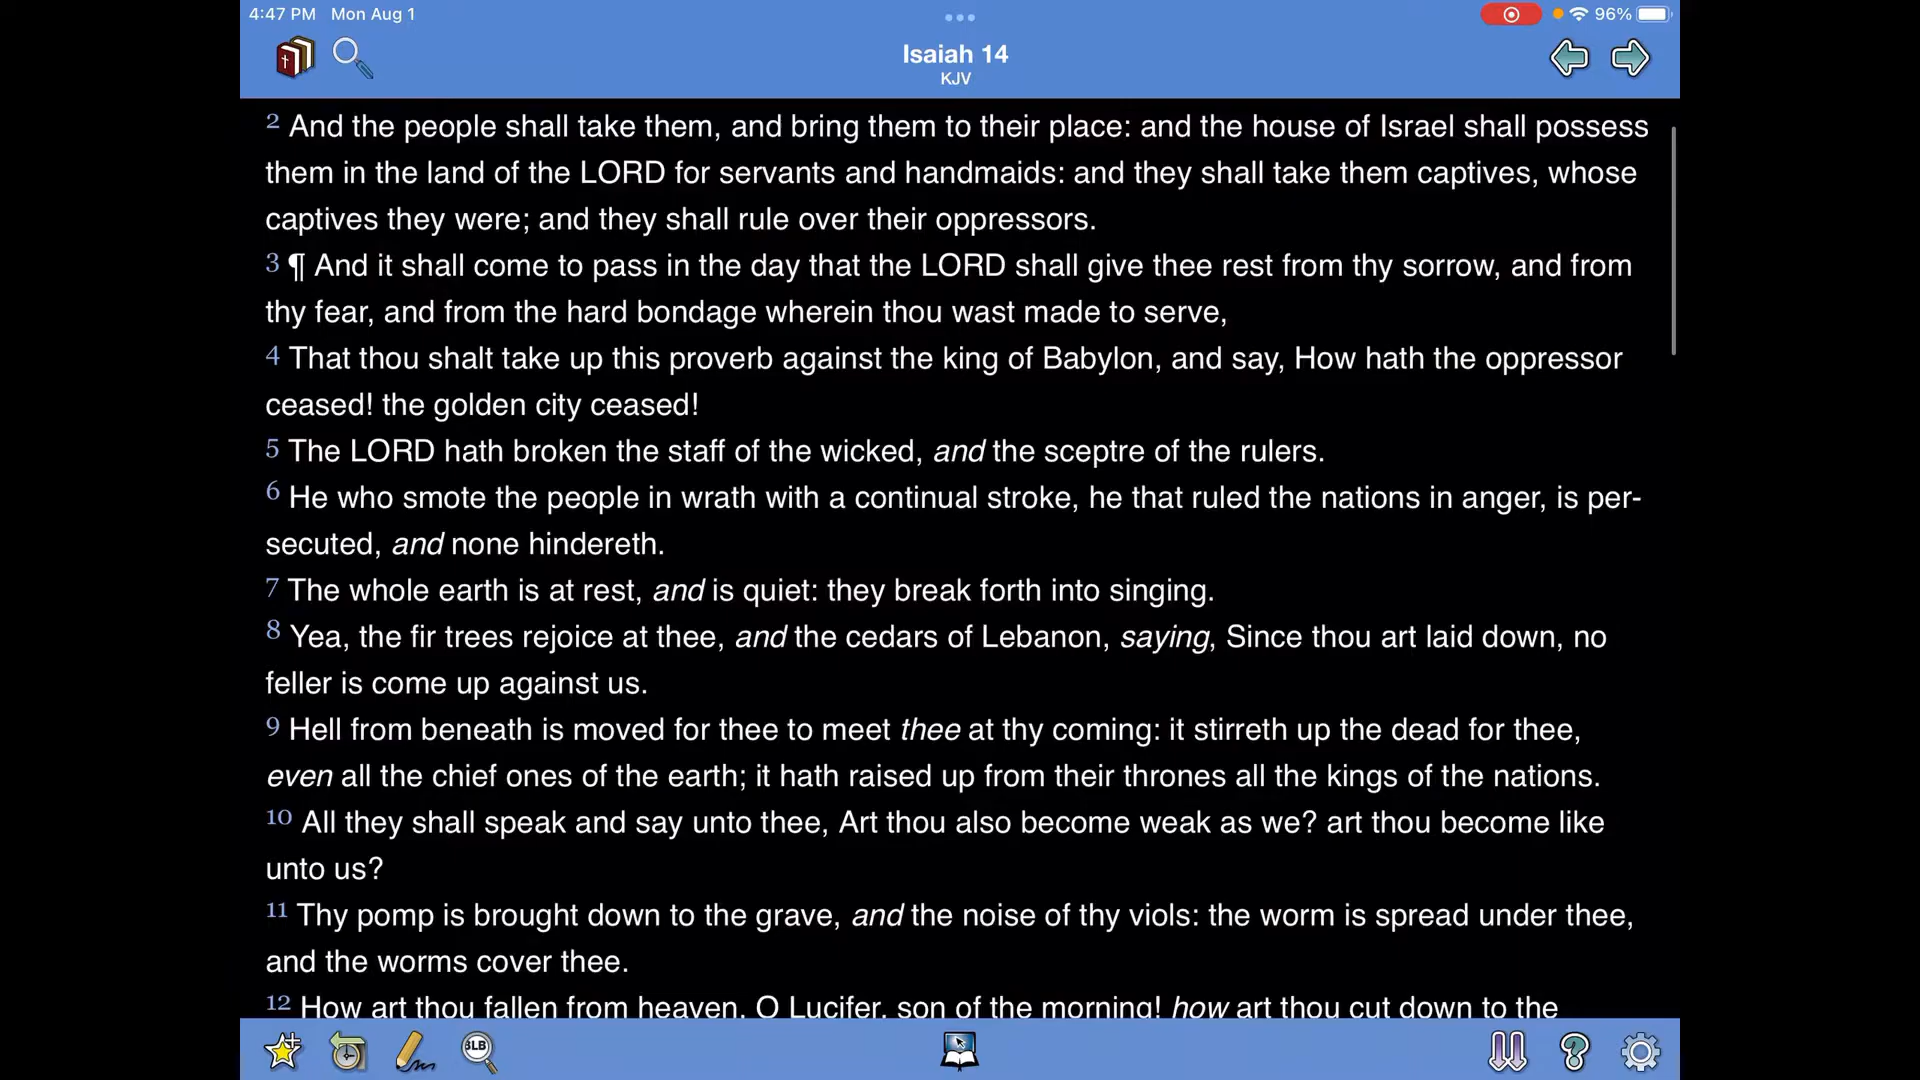 4:47 PM Mon Aug 1
96%
Isaiah 14
KJV
2 And the people shall take them, and bring them to their place: and the house of Israel shall possess
them in the land of the LORD for servants and handmaids: and they shall take them captives, whose
captives they were; and they shall rule over their oppressors.
3 ¶ And it shall come to pass in the day that the LORD shall give thee rest from thy sorrow, and from
thy fear, and from the hard bondage wherein thou wast made to serve,
4 That thou shalt take up this proverb against the king of Babylon, and say, How hath the oppressor
ceased! the golden city ceased!
5 The LORD hath broken the staff of the wicked, and the sceptre of the rulers.
6 He who smote the people in wrath with a continual stroke, he that ruled the nations in anger, is per-
secuted, and none hindereth.
7 The whole earth is at rest, and is quiet: they break forth into singing.
8 Yea, the fir trees rejoice at thee, and the cedars of Lebanon, saying, Since thou art laid down, no
feller is come up against us.
9 Hell from beneath is moved for thee to meet thee at thy coming: it stirreth up the dead for thee,
even all the chief ones of the earth; it hath raised up from their thrones all the kings of the nations.
10 All they shall speak and say unto thee, Art thou also become weak as we? art thou become like
unto us?
11 Thy pomp is brought down to the grave, and the noise of thy viols: the worm is spread under thee,
and the worms cover thee.
12 How art thou fallen from heaven, O Lucifer, son of the morning! how art thou cut down to the
BLB